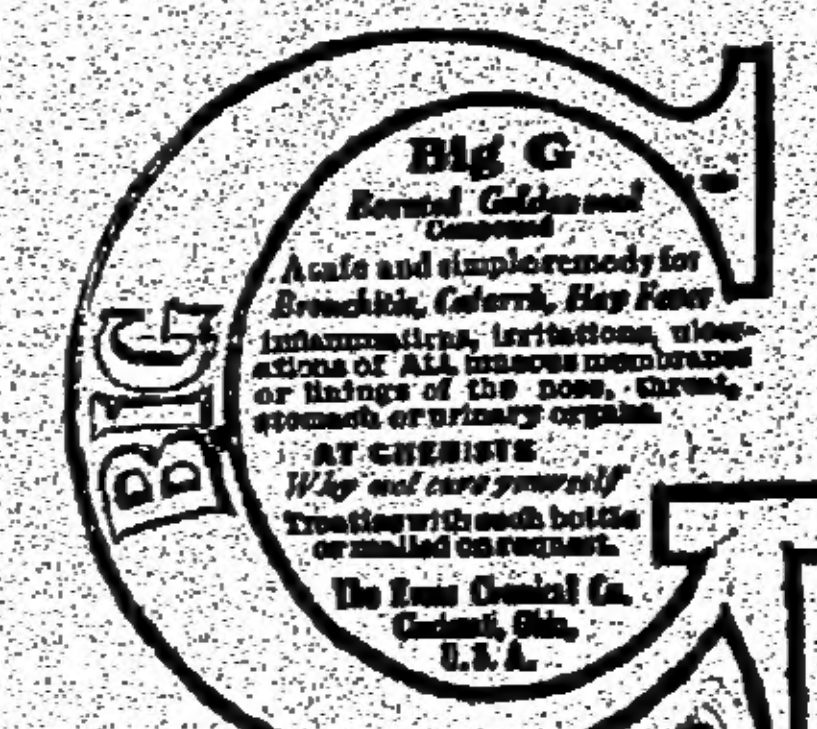 BIG
Big G
Borated Goldenseal
Compound
A safe and simple remedy for
Bronchitis, Catarrh, Hay Fever
inflammations, irritations, ulcer-
ations of ALL mucous membranes
or linings of the nose, throat,
stomach or urinary organs.
AT CHEMISTS
Why not cure yourself
Treatise with each bottle
or mailed on request.
The Evans Chemical Co.
Cincinnati, Ohio,
U.S.A.